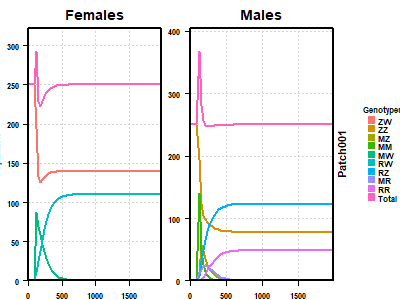 Females Males
300
250
200
150
100
50
0
0 500 1000 1500
400
300
200
100
0
0 500 1000 1500
Patch001
Genotypes
ZW
ZZ
MZ
MM
MW
RW
RZ
MR
RR
Total